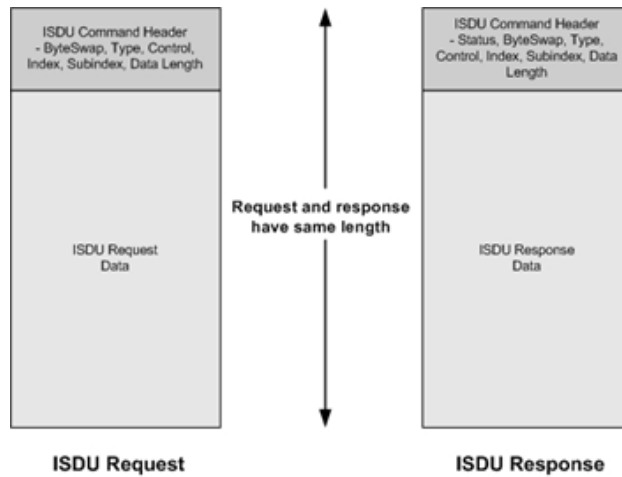 ISDU Command Header
- ByteSwap, Type, Control,
Index, Subindex, Data Length
ISDU Request
Data
ISDU Request
Request and response
have same length
ISDU Command Header
- Status, ByteSwap, Type,
Control, Index, Subindex, Data
Length
ISDU Response
Data
ISDU Response